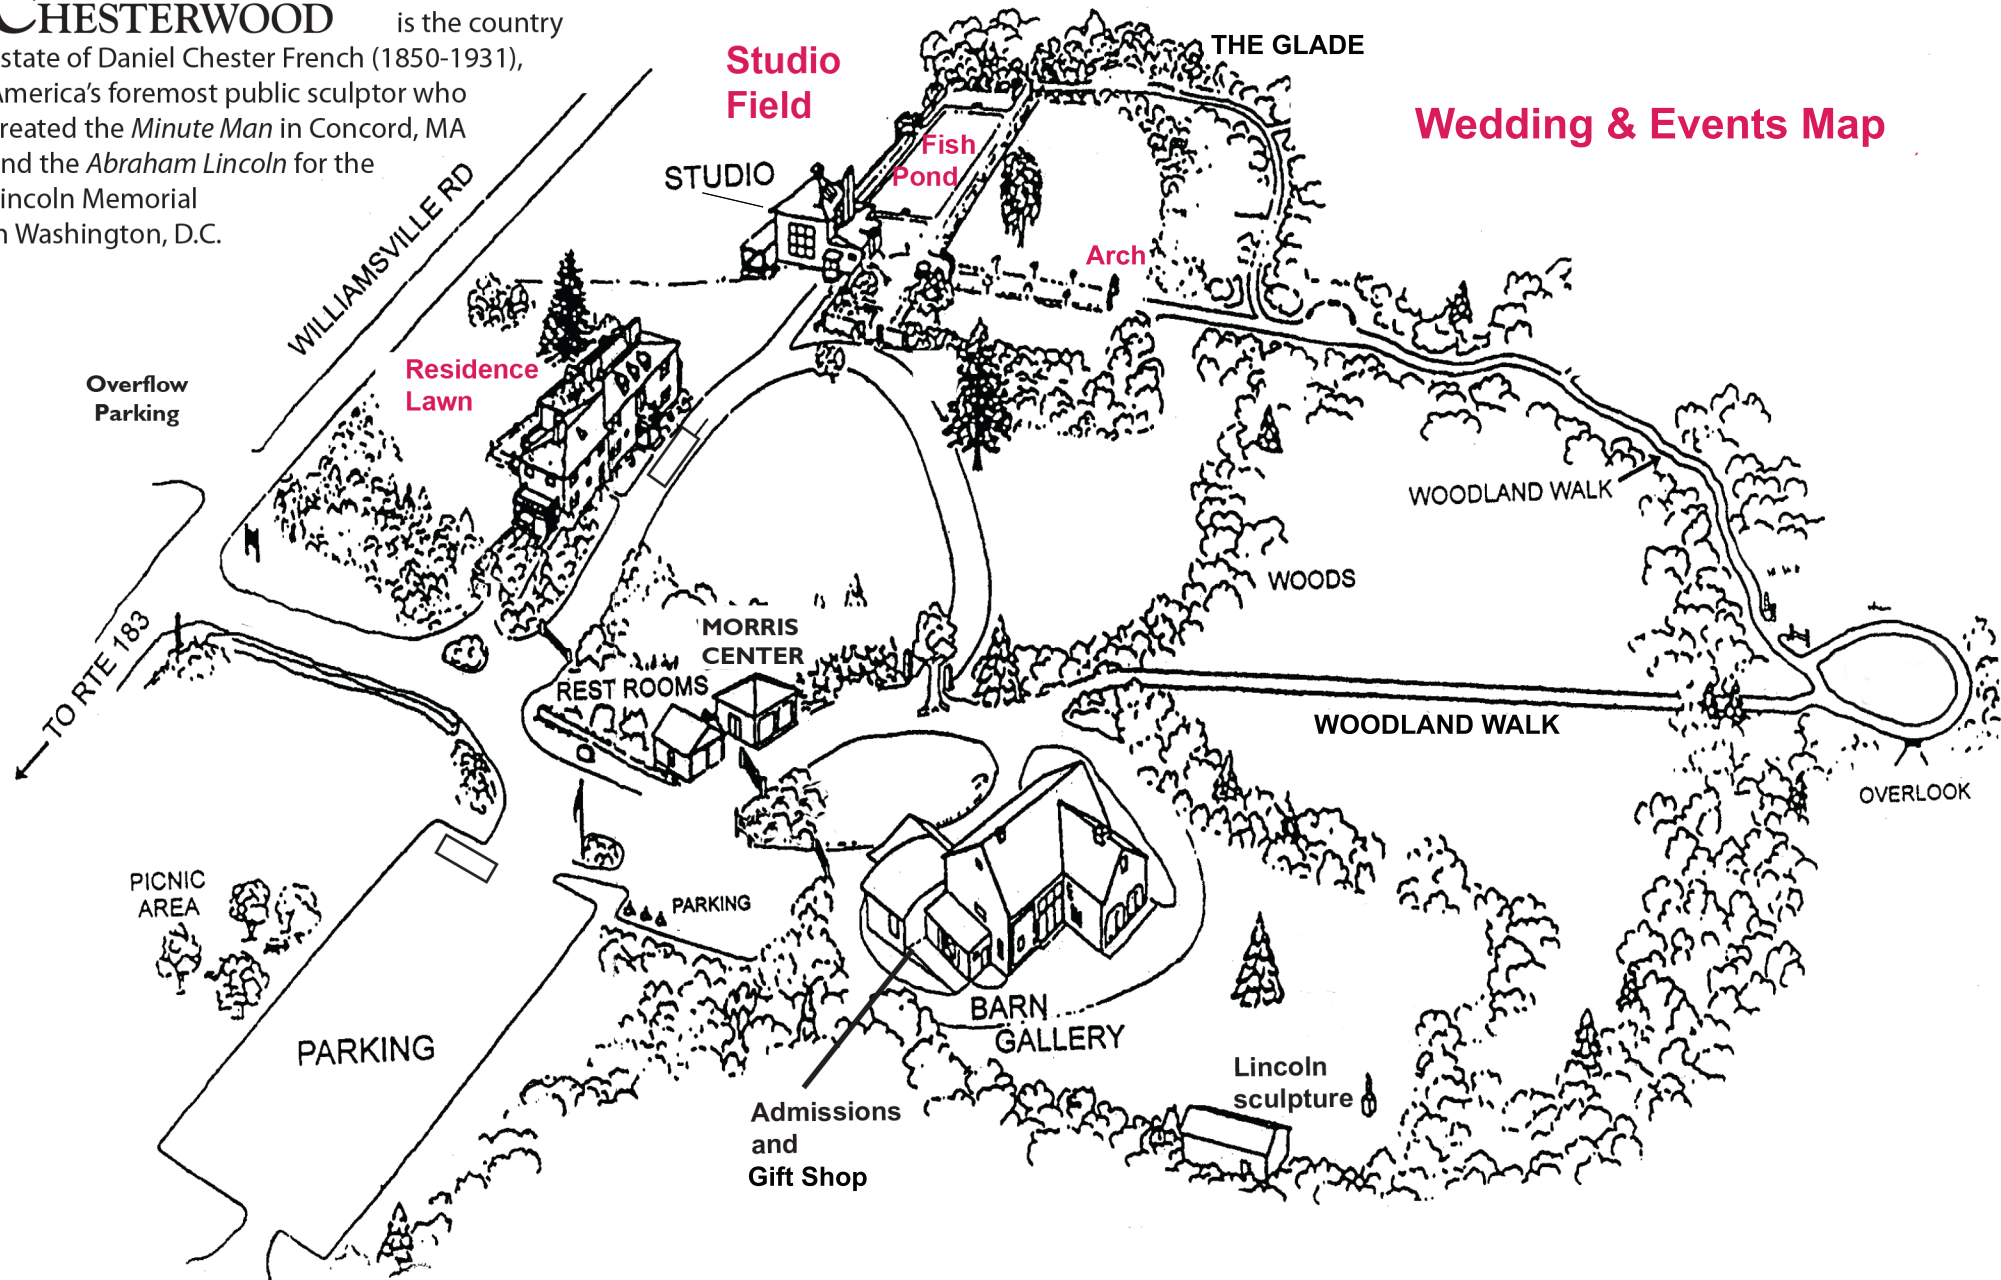 CHESTERWOOD is the country
state of Daniel Chester French (1850-1931),
America's foremost public sculptor who
reated the Minute Man in Concord, MA
nd the Abraham Lincoln for the
incoln Memorial
n Washington, D.C.
Studio
Field
THE GLADE
Wedding & Events Map
Fish
Pond
STUDIO
WILLIAMSVILLE RD
Arch
Residence
Lawn
Overflow
Parking
WOODLAND WALK
WOODS
TO RTE 183
MORRIS
CENTER
REST ROOMS
WOODLAND WALK
OVERLOOK
PICNIC
AREA
PARKING
PARKING
BARN
GALLERY
Lincoln
sculpture
Admissions
and
Gift Shop